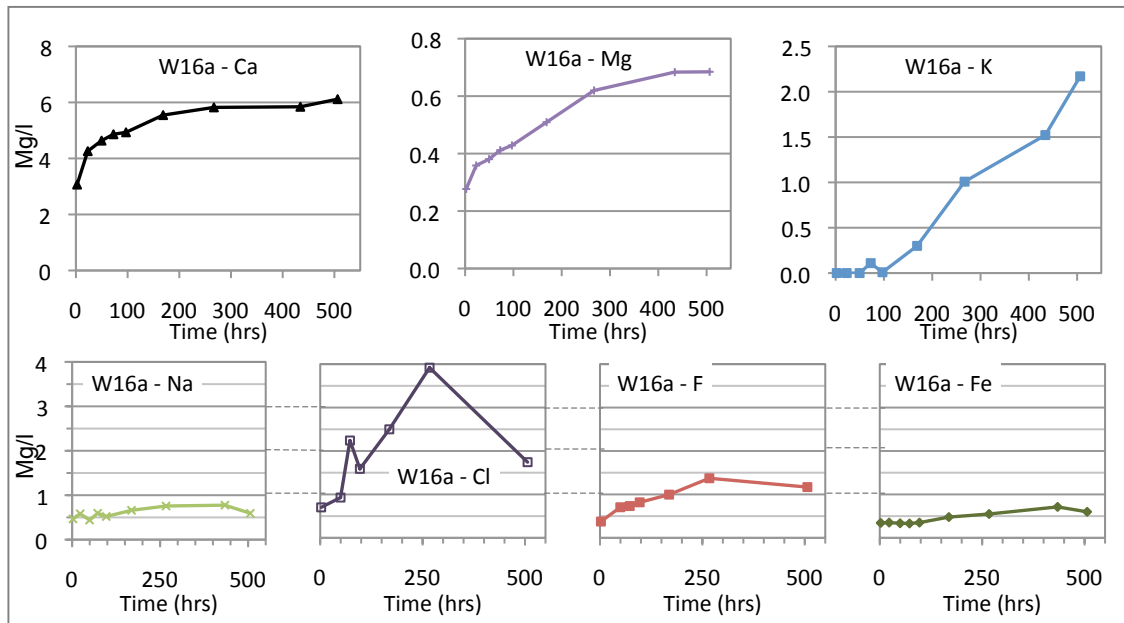 W16a - Ca
Mg/l
8
6
4
2
0
0 100 200 300 400 500
Time (hrs)
W16a - Mg
0.8
0.6
0.4
0.2
0.0
0 100 200 300 400 500
Time (hrs)
W16a - K
2.5
2.0
1.5
1.0
0.5
0.0
0 100 200 300 400 500
Time (hrs)
W16a - Na
Mg/l
4
3
2
1
0
0 250 500
Time (hrs)
W16a - Cl
0 250 500
Time (hrs)
W16a - F
0 250 500
Time (hrs)
W16a - Fe
0 250 500
Time (hrs)